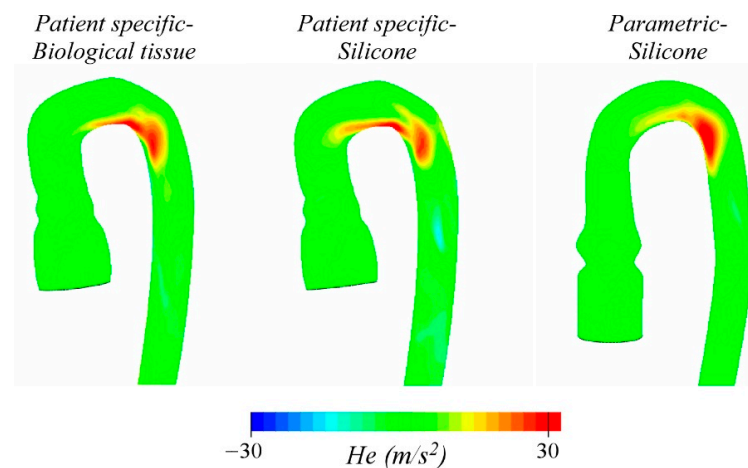 Patient specific-
Biological tissue
Patient specific-
Silicone
Parametric-
Silicone
−30
He (m/s²)
30